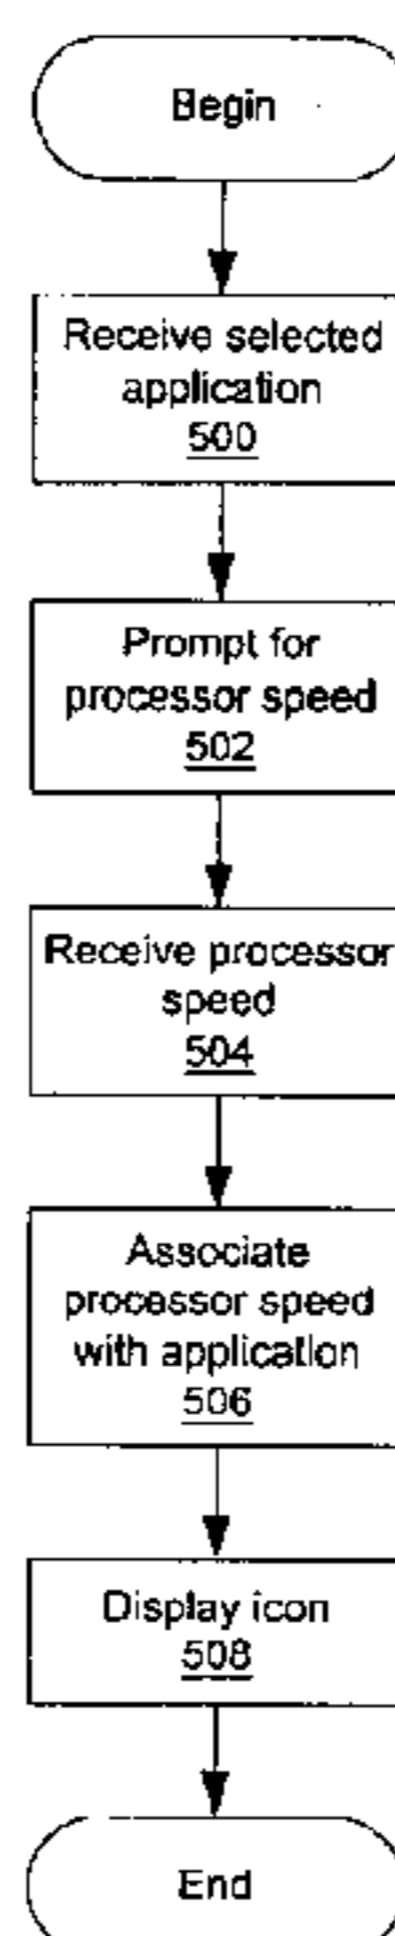 Begin
Receive selected
application
500
Prompt for
processor speed
502
Receive processor
speed
504
Associate
processor speed
with application
506
Display icon
508
End